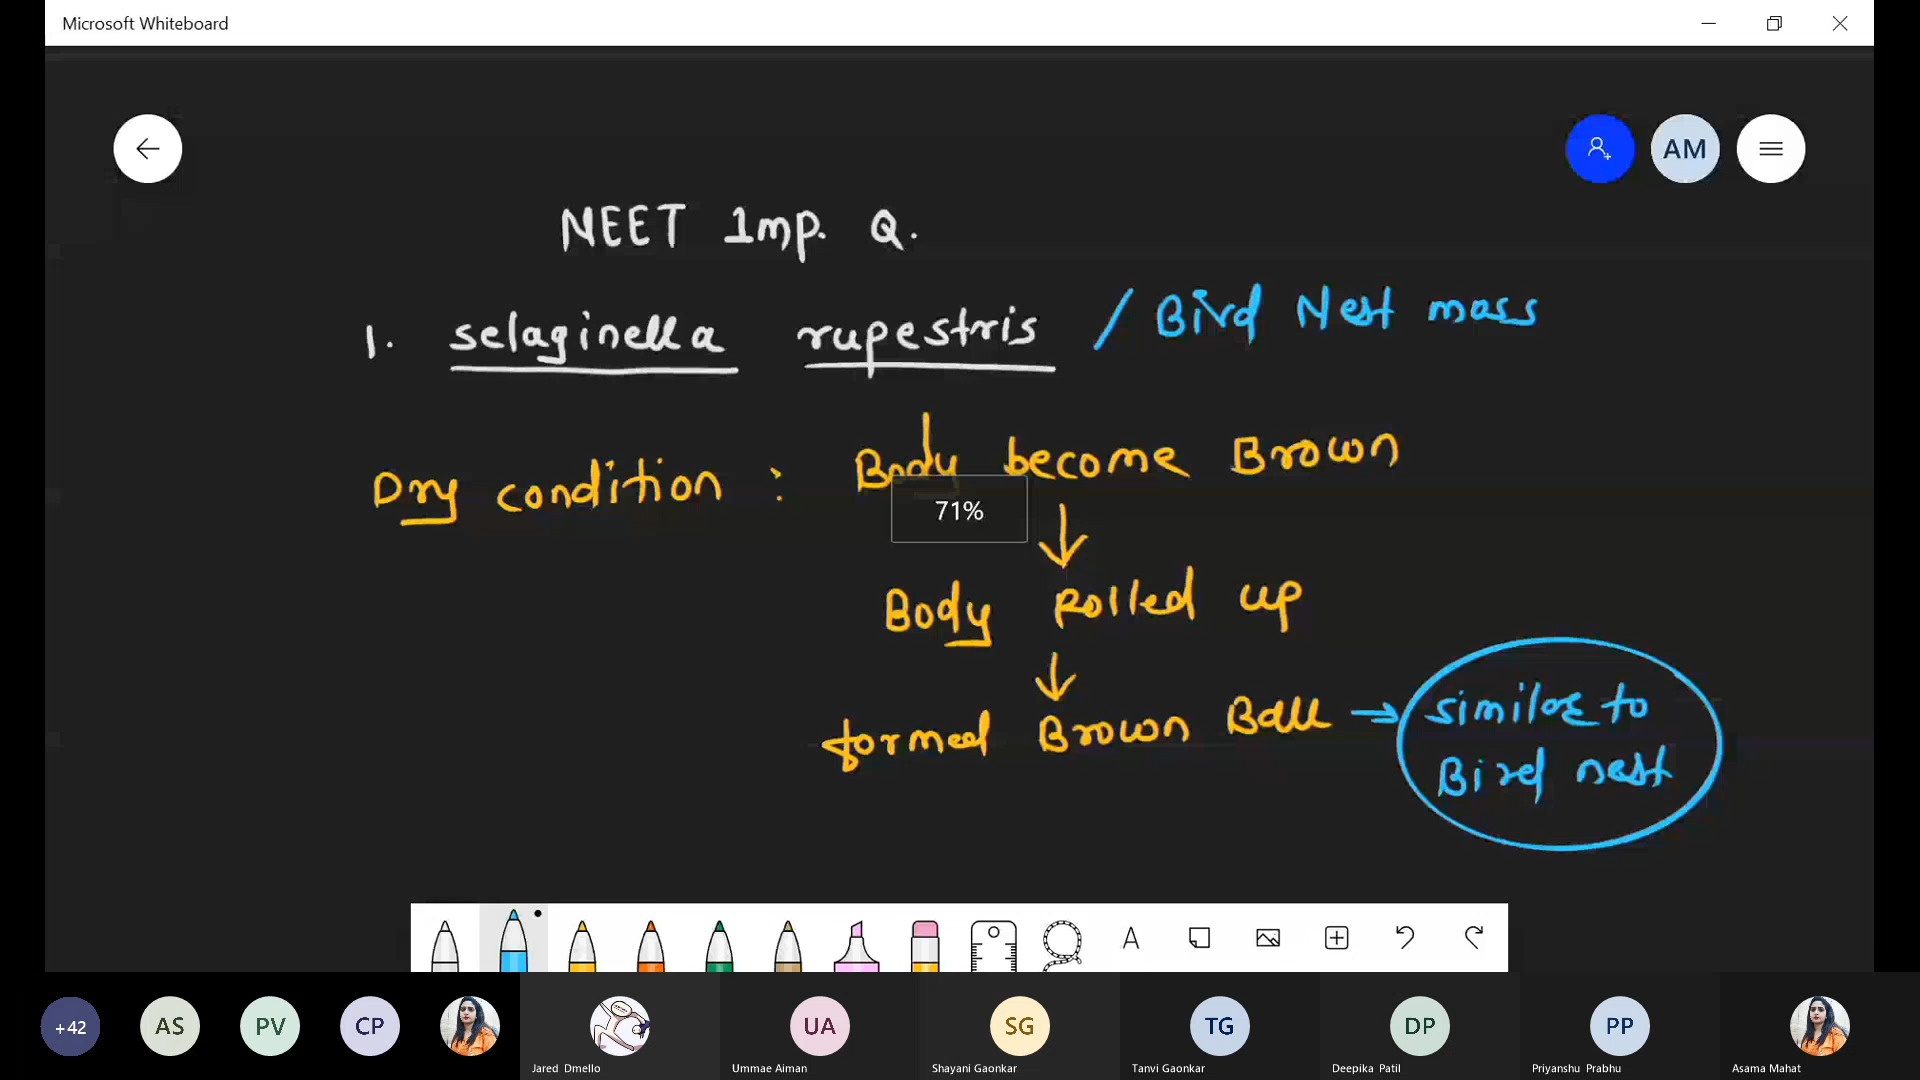 Microsoft Whiteboard
AM
NEET Imp. Q.
1. selaginella rupestris / Bird Nest mass
Dry condition : Body become Brown
71%
Body rolled up
formed Brown Ball → similar to
Bird nest
A
+42
AS
PV
CP
UA
SG
TG
DP
PP
Jared Dmello
Ummae Aiman
Shayani Gaonkar
Tanvi Gaonkar
Deepika Patil
Priyanshu Prabhu
Asama Mahat